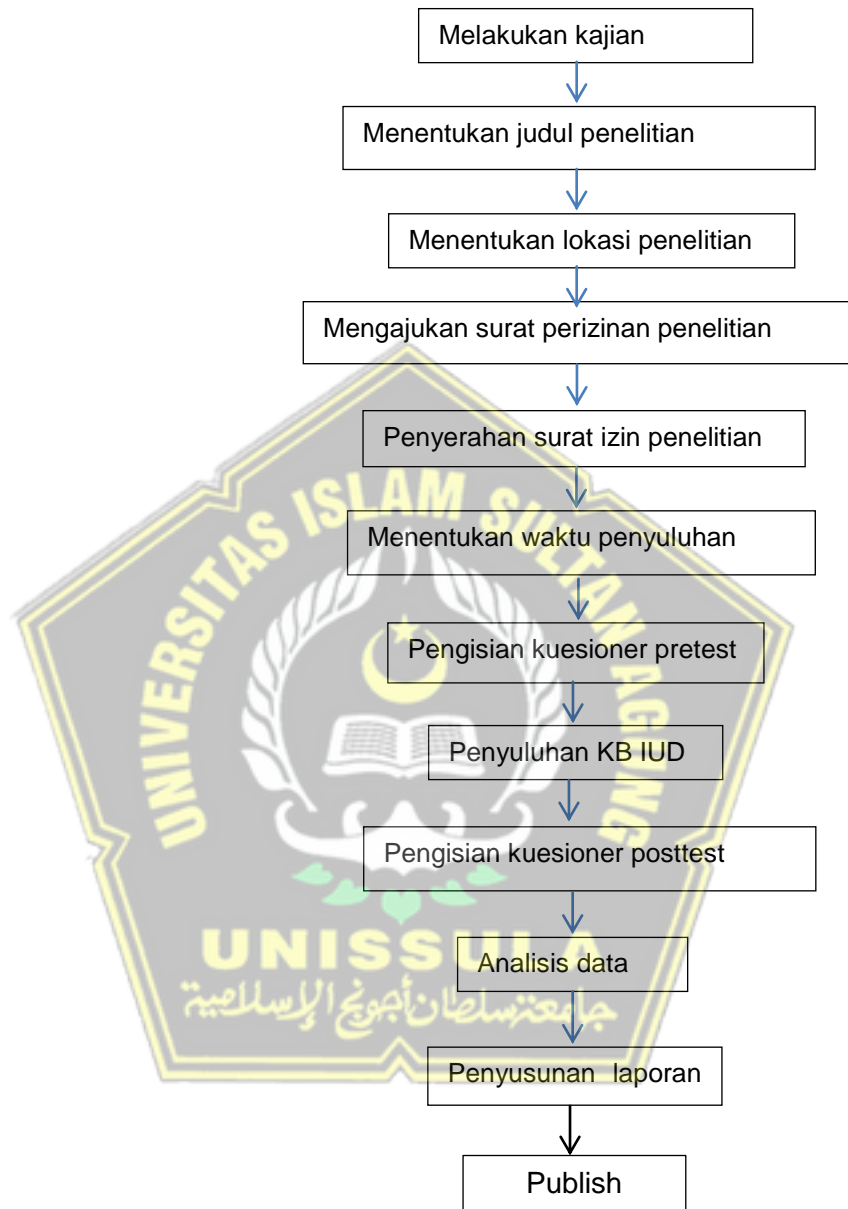 Melakukan kajian
Menentukan judul penelitian
Menentukan lokasi penelitian
Mengajukan surat perizinan penelitian
Penyerahan surat izin penelitian
UNIVERSITAS ISLAM SULTAN AGUNG
Menentukan waktu penyuluhan
Pengisian kuesioner pretest
Penyuluhan KB IUD
Pengisian kuesioner posttest
UNISSULA
Analisis data
جامعتنسلطان أجونج الإسلامية
Penyusunan laporan
Publish